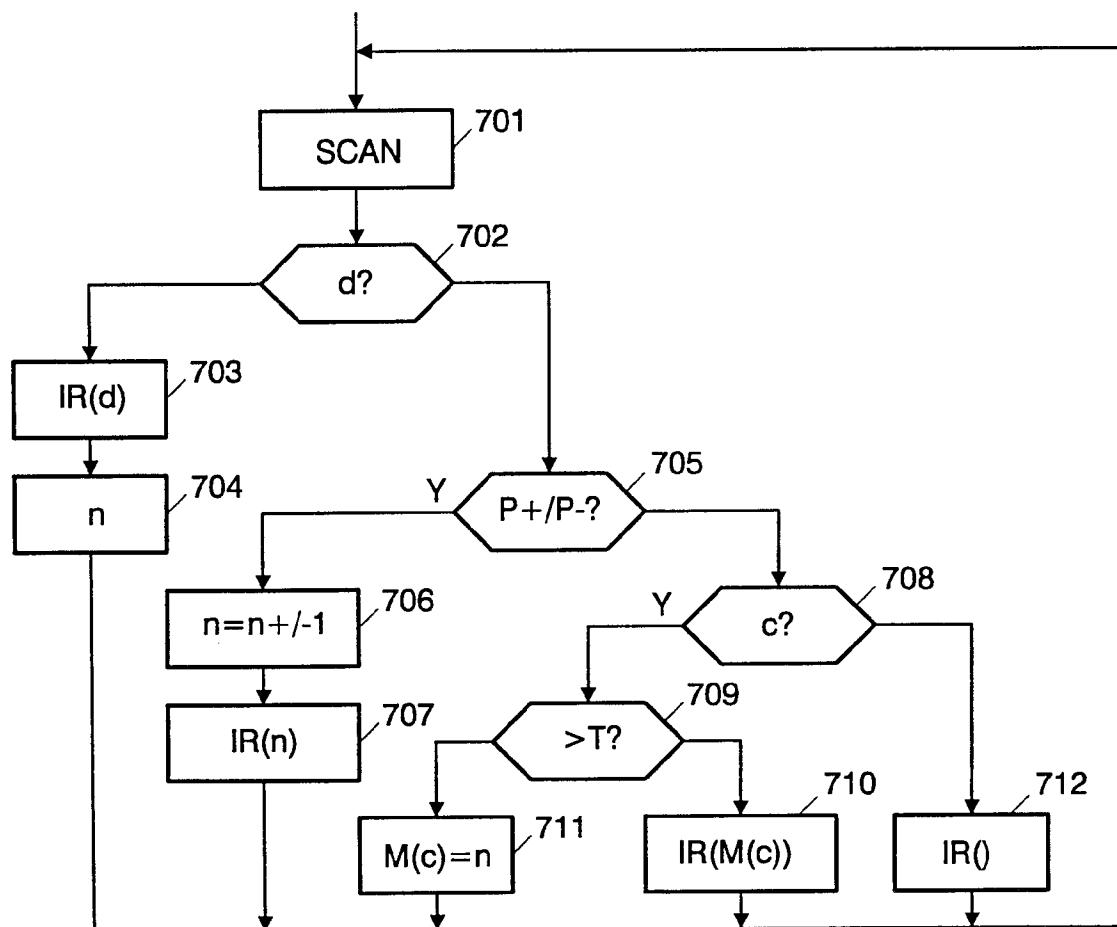 701
SCAN
702
d?
703
IR(d)
704
n
705
Y
P+/P-?
706
n=n+/-1
708
Y
c?
707
IR(n)
709
>T?
711
M(c)=n
710
IR(M(c))
712
IR()